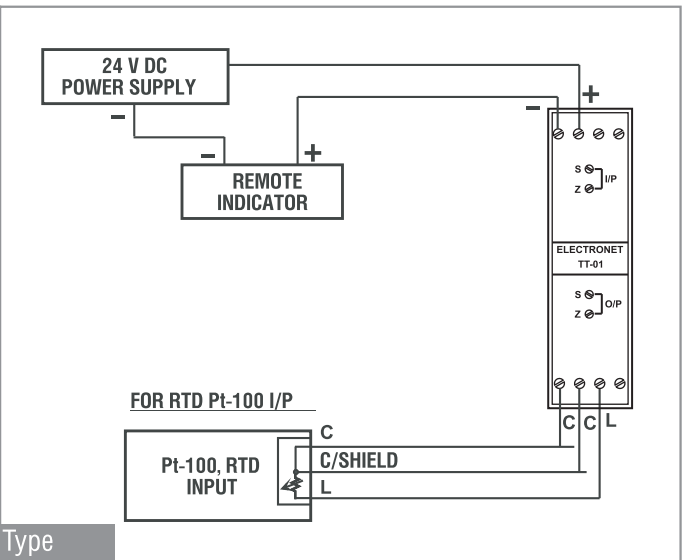 24 V DC
POWER SUPPLY
+
−
−
−
+
REMOTE
INDICATOR
S
I/P
Z
ELECTRONET
TT-01
S
O/P
Z
FOR RTD Pt-100 I/P
C C L
C
Pt-100, RTD
INPUT
C/SHIELD
L
Type